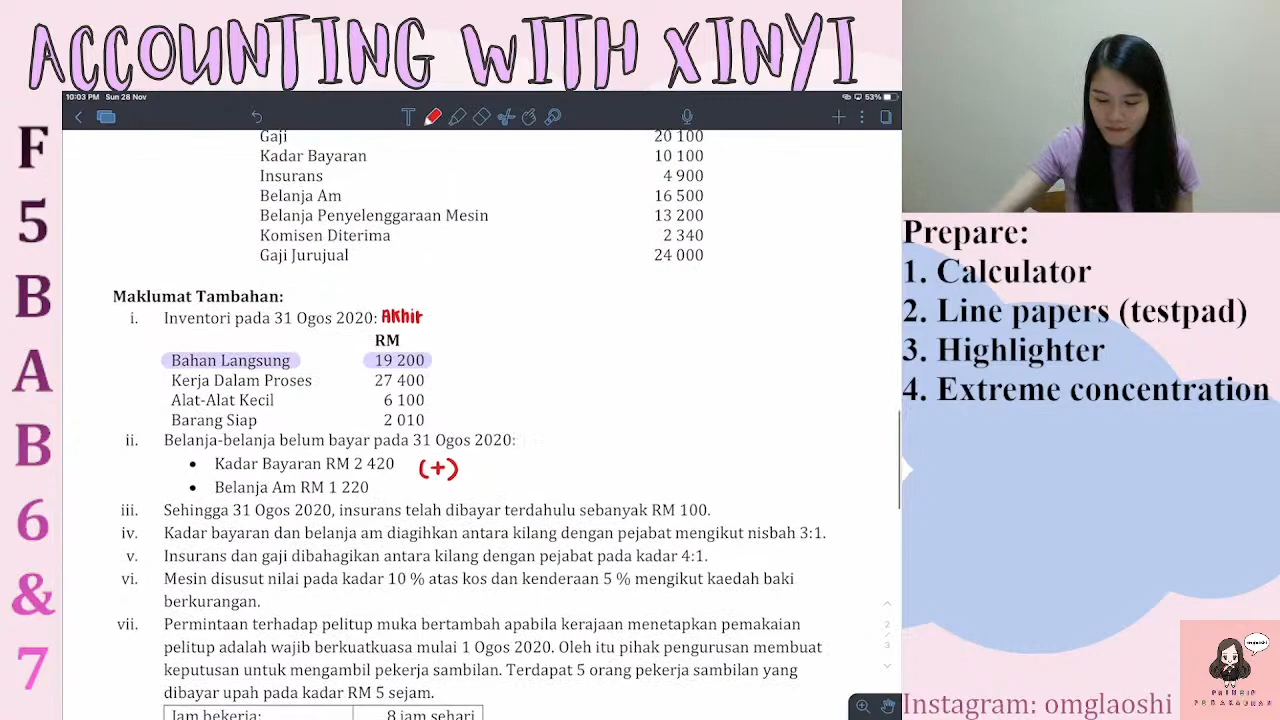 ACCOUNTING WITH XINYI
F
5
B
A
B
6
&
7
10:03 PM Sun 28 Nov
53%
Gaji 20 100
Kadar Bayaran 10 100
Insurans 4 900
Belanja Am 16 500
Belanja Penyelenggaraan Mesin 13 200
Komisen Diterima 2 340
Gaji Jurujual 24 000
Maklumat Tambahan:
i. Inventori pada 31 Ogos 2020: Akhir
RM
Bahan Langsung 19 200
Kerja Dalam Proses 27 400
Alat-Alat Kecil 6 100
Barang Siap 2 010
ii. Belanja-belanja belum bayar pada 31 Ogos 2020:
• Kadar Bayaran RM 2 420 (+)
• Belanja Am RM 1 220
iii. Sehingga 31 Ogos 2020, insurans telah dibayar terdahulu sebanyak RM 100.
iv. Kadar bayaran dan belanja am diagihkan antara kilang dengan pejabat mengikut nisbah 3:1.
v. Insurans dan gaji dibahagikan antara kilang dengan pejabat pada kadar 4:1.
vi. Mesin disusut nilai pada kadar 10 % atas kos dan kenderaan 5 % mengikut kaedah baki
berkurangan.
vii. Permintaan terhadap pelitup muka bertambah apabila kerajaan menetapkan pemakaian
pelitup adalah wajib berkuatkuasa mulai 1 Ogos 2020. Oleh itu pihak pengurusan membuat
keputusan untuk mengambil pekerja sambilan. Terdapat 5 orang pekerja sambilan yang
dibayar upah pada kadar RM 5 sejam.
Jam bekerja: 8 jam sehari
2
/
3
Prepare:
1. Calculator
2. Line papers (testpad)
3. Highlighter
4. Extreme concentration
Instagram: omglaoshi